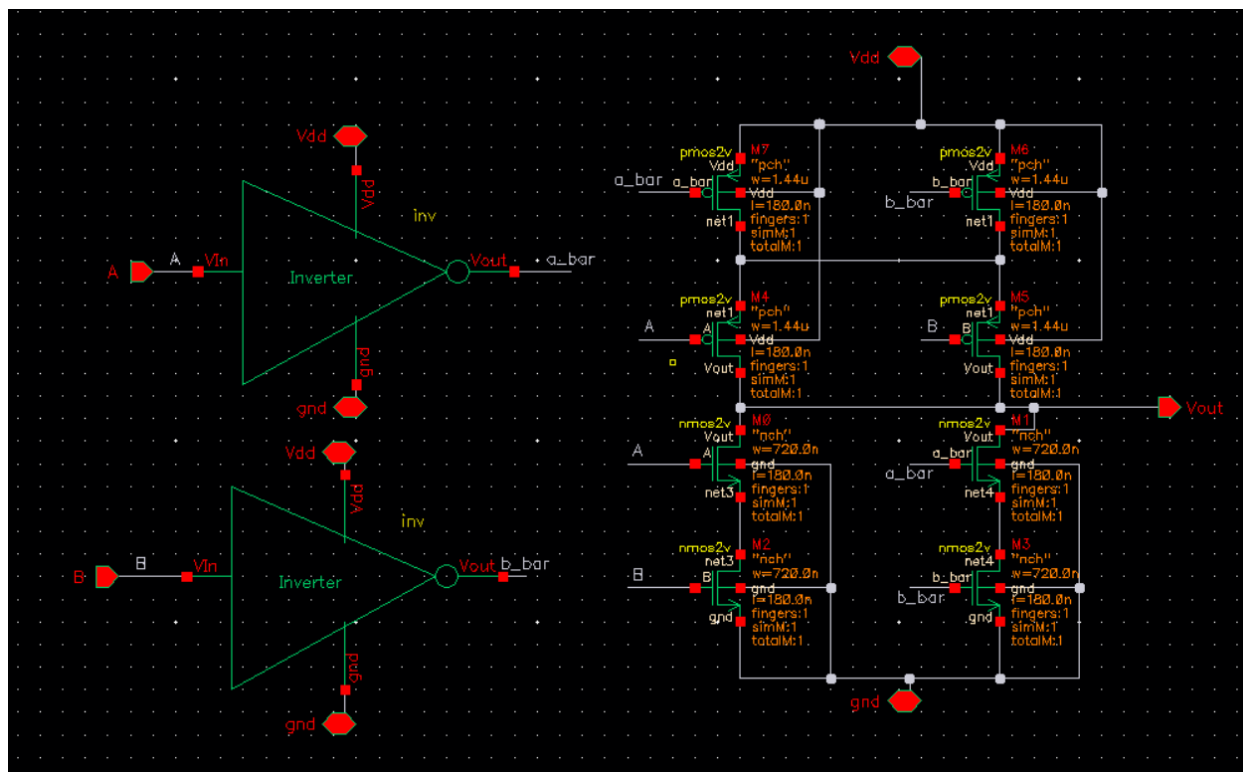 Vdd
Vdd
inv
A
A
VIn
Inverter
Vout
a_bar
Vdd
gnd
gnd
Vdd
inv
B
B
VIn
Inverter
Vout
b_bar
Vdd
gnd
gnd
pmos2v
M7
Vdd
"pch"
w=1.44u
a_bar
a_bar
Vdd
l=180.0n
fingers:1
net1
simM:1
totalM:1
pmos2v
M6
Vdd
"pch"
w=1.44u
b_bar
b_bar
Vdd
l=180.0n
fingers:1
net1
simM:1
totalM:1
pmos2v
M4
net1
"pch"
w=1.44u
A
A
Vdd
l=180.0n
fingers:1
Vout
simM:1
totalM:1
pmos2v
M5
net1
"pch"
w=1.44u
B
B
Vdd
l=180.0n
fingers:1
Vout
simM:1
totalM:1
Vout
nmos2v
M0
Vout
"nch"
w=720.0n
A
A
gnd
l=180.0n
fingers:1
net3
simM:1
totalM:1
nmos2v
M1
Vout
"nch"
w=720.0n
a_bar
a_bar
gnd
l=180.0n
fingers:1
net4
simM:1
totalM:1
nmos2v
M2
net3
"nch"
w=720.0n
B
B
gnd
l=180.0n
fingers:1
gnd
simM:1
totalM:1
nmos2v
M3
net4
"nch"
w=720.0n
b_bar
b_bar
gnd
l=180.0n
fingers:1
gnd
simM:1
totalM:1
gnd